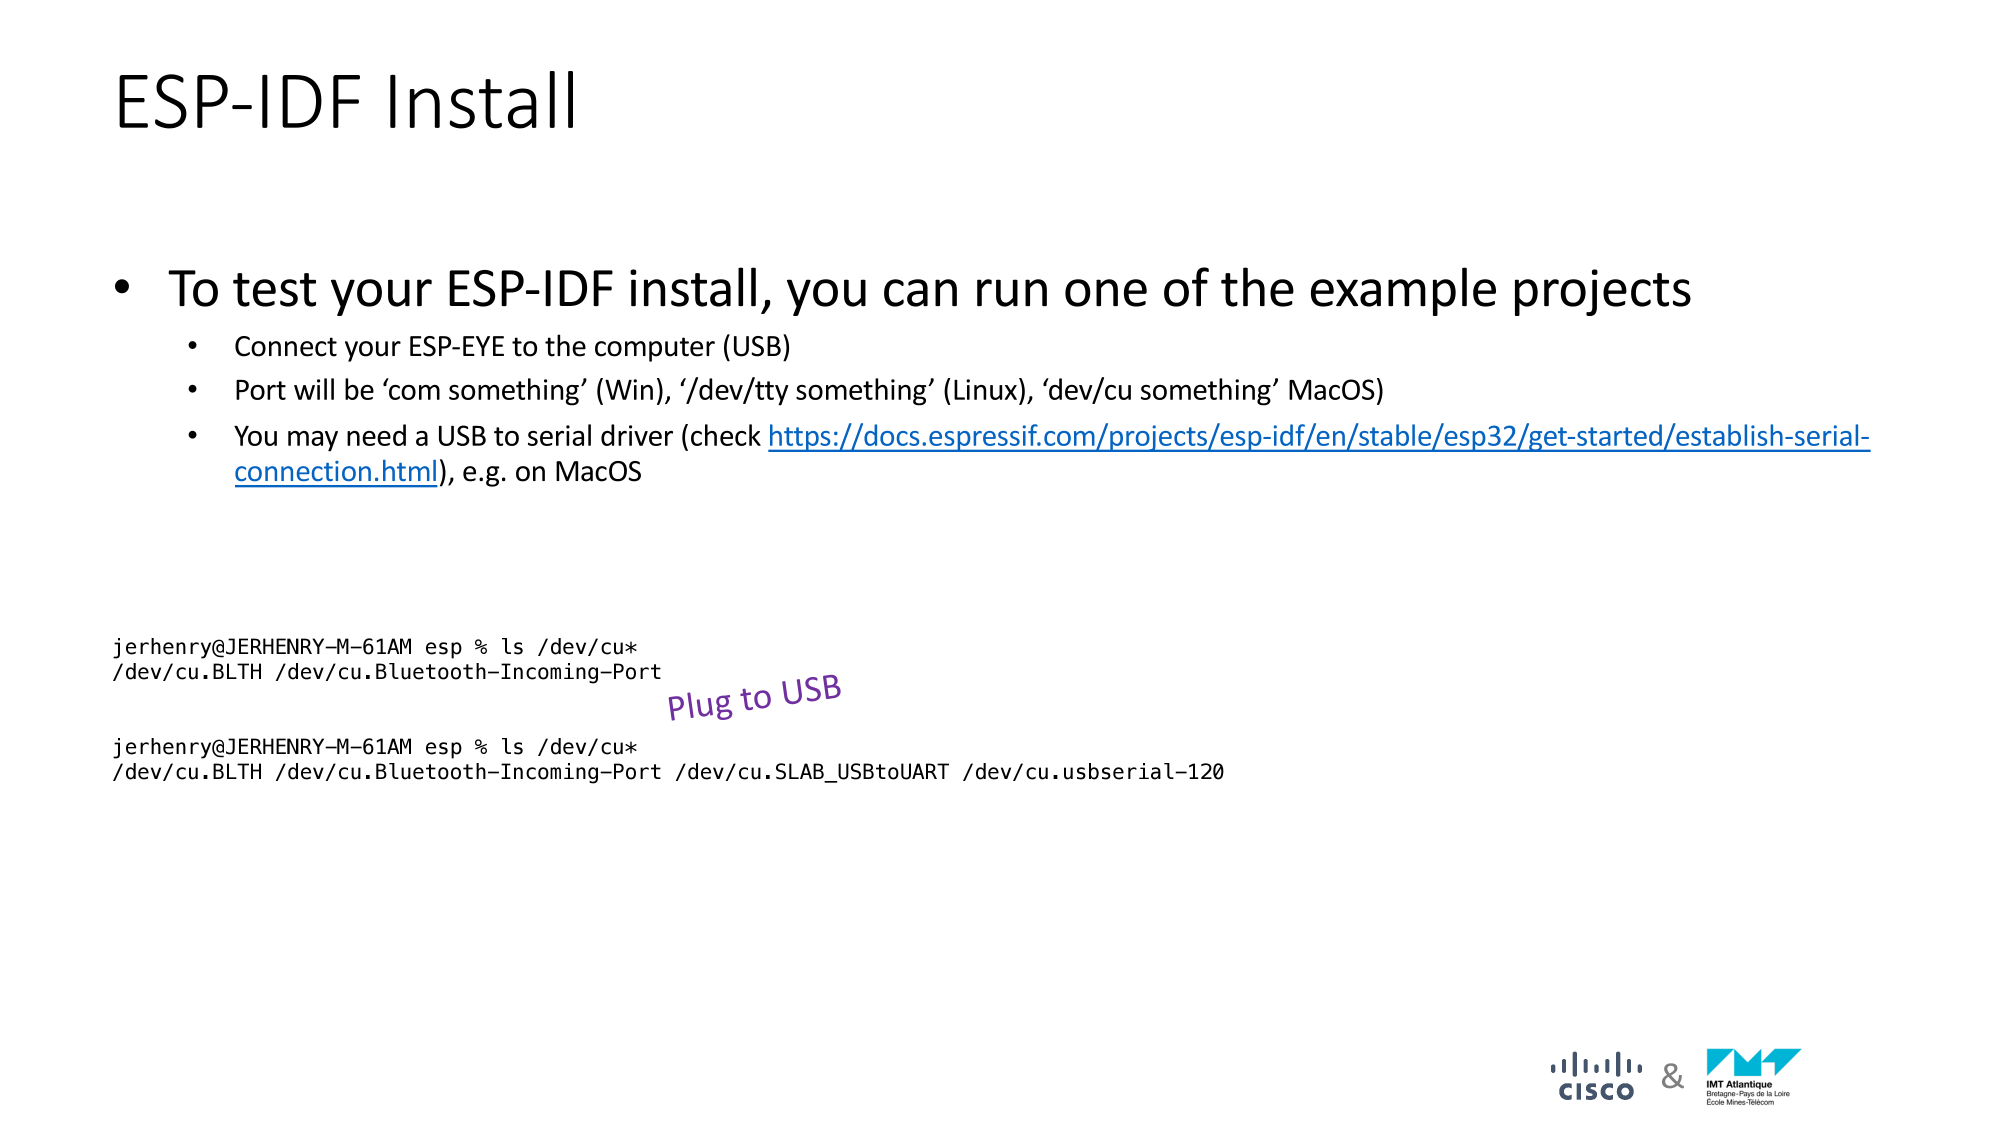 ESP-IDF Install
• To test your ESP-IDF install, you can run one of the example projects
• Connect your ESP-EYE to the computer (USB)
• Port will be ‘com something’ (Win), ‘/dev/tty something’ (Linux), ‘dev/cu something’ MacOS)
• You may need a USB to serial driver (check https://docs.espressif.com/projects/esp-idf/en/stable/esp32/get-started/establish-serial-
connection.html), e.g. on MacOS
jerhenry@JERHENRY-M-61AM esp % ls /dev/cu*
/dev/cu.BLTH /dev/cu.Bluetooth-Incoming-Port
Plug to USB
jerhenry@JERHENRY-M-61AM esp % ls /dev/cu*
/dev/cu.BLTH /dev/cu.Bluetooth-Incoming-Port /dev/cu.SLAB_USBtoUART /dev/cu.usbserial-120
CISCO & IMT
IMT Atlantique
Bretagne-Pays de la Loire
École Mines-Télécom